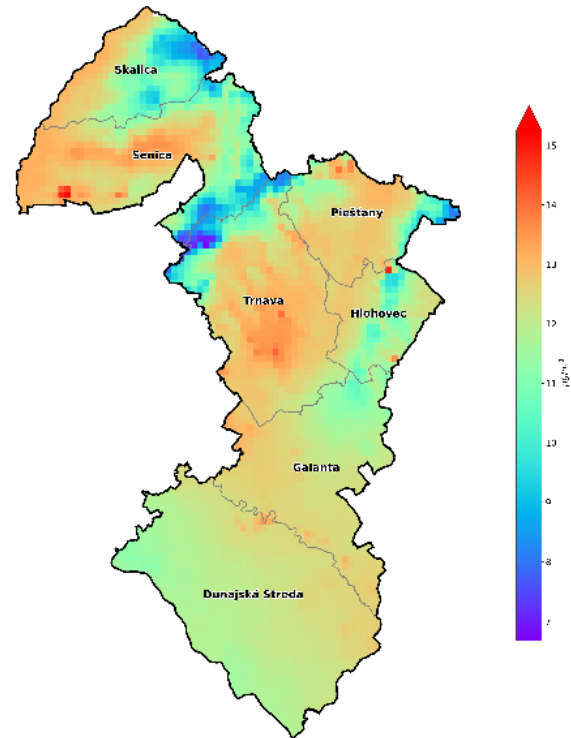 Skalica
Senica
Piešťany
Trnava
Hlohovec
Galanta
Dunajská Streda
15
14
13
12
11
10
9
8
7